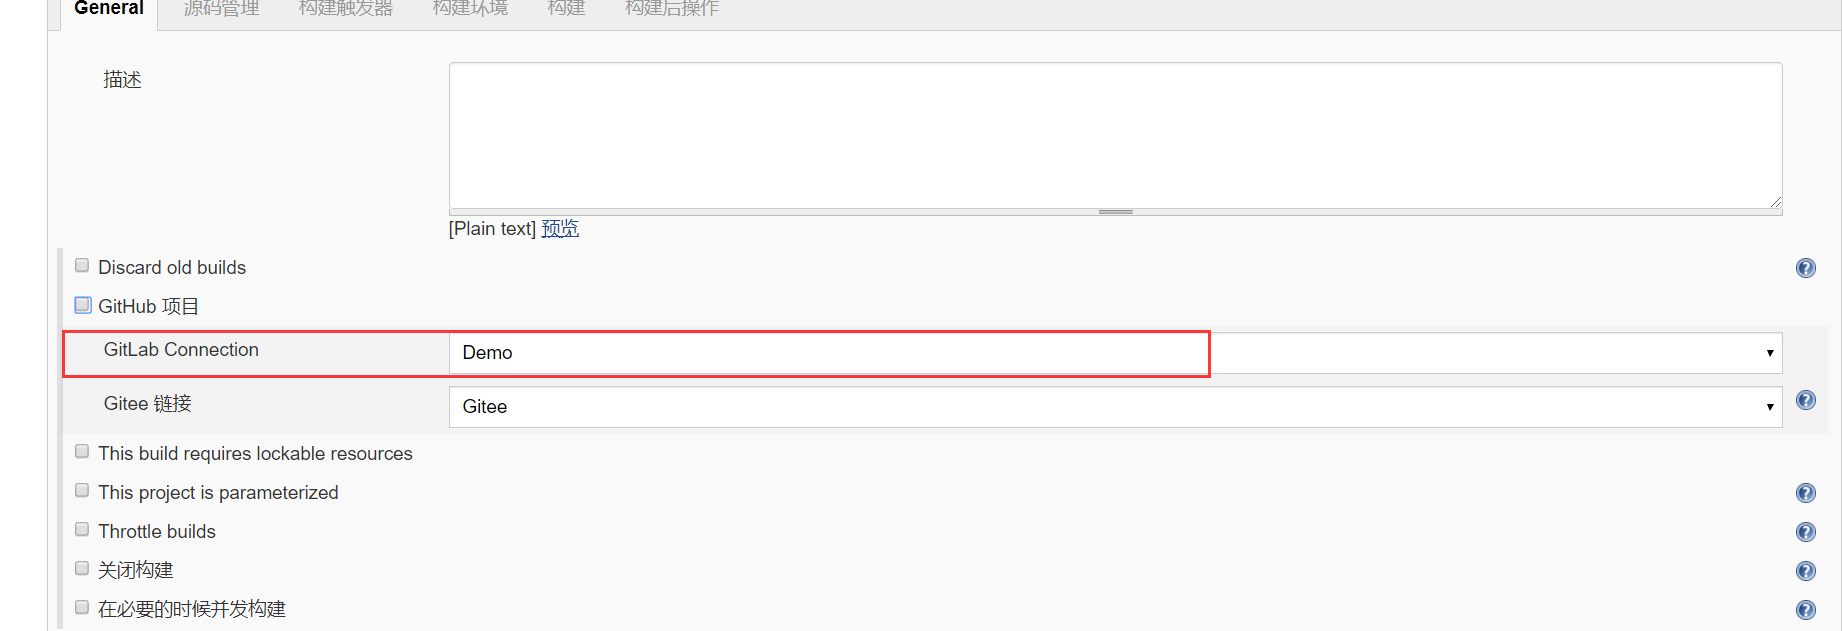 General 源码管理 构建触发器 构建环境 构建 构建后操作
描述
[Plain text] 预览
Discard old builds
GitHub 项目
GitLab Connection Demo
Gitee 链接 Gitee
This build requires lockable resources
This project is parameterized
Throttle builds
关闭构建
在必要的时候并发构建